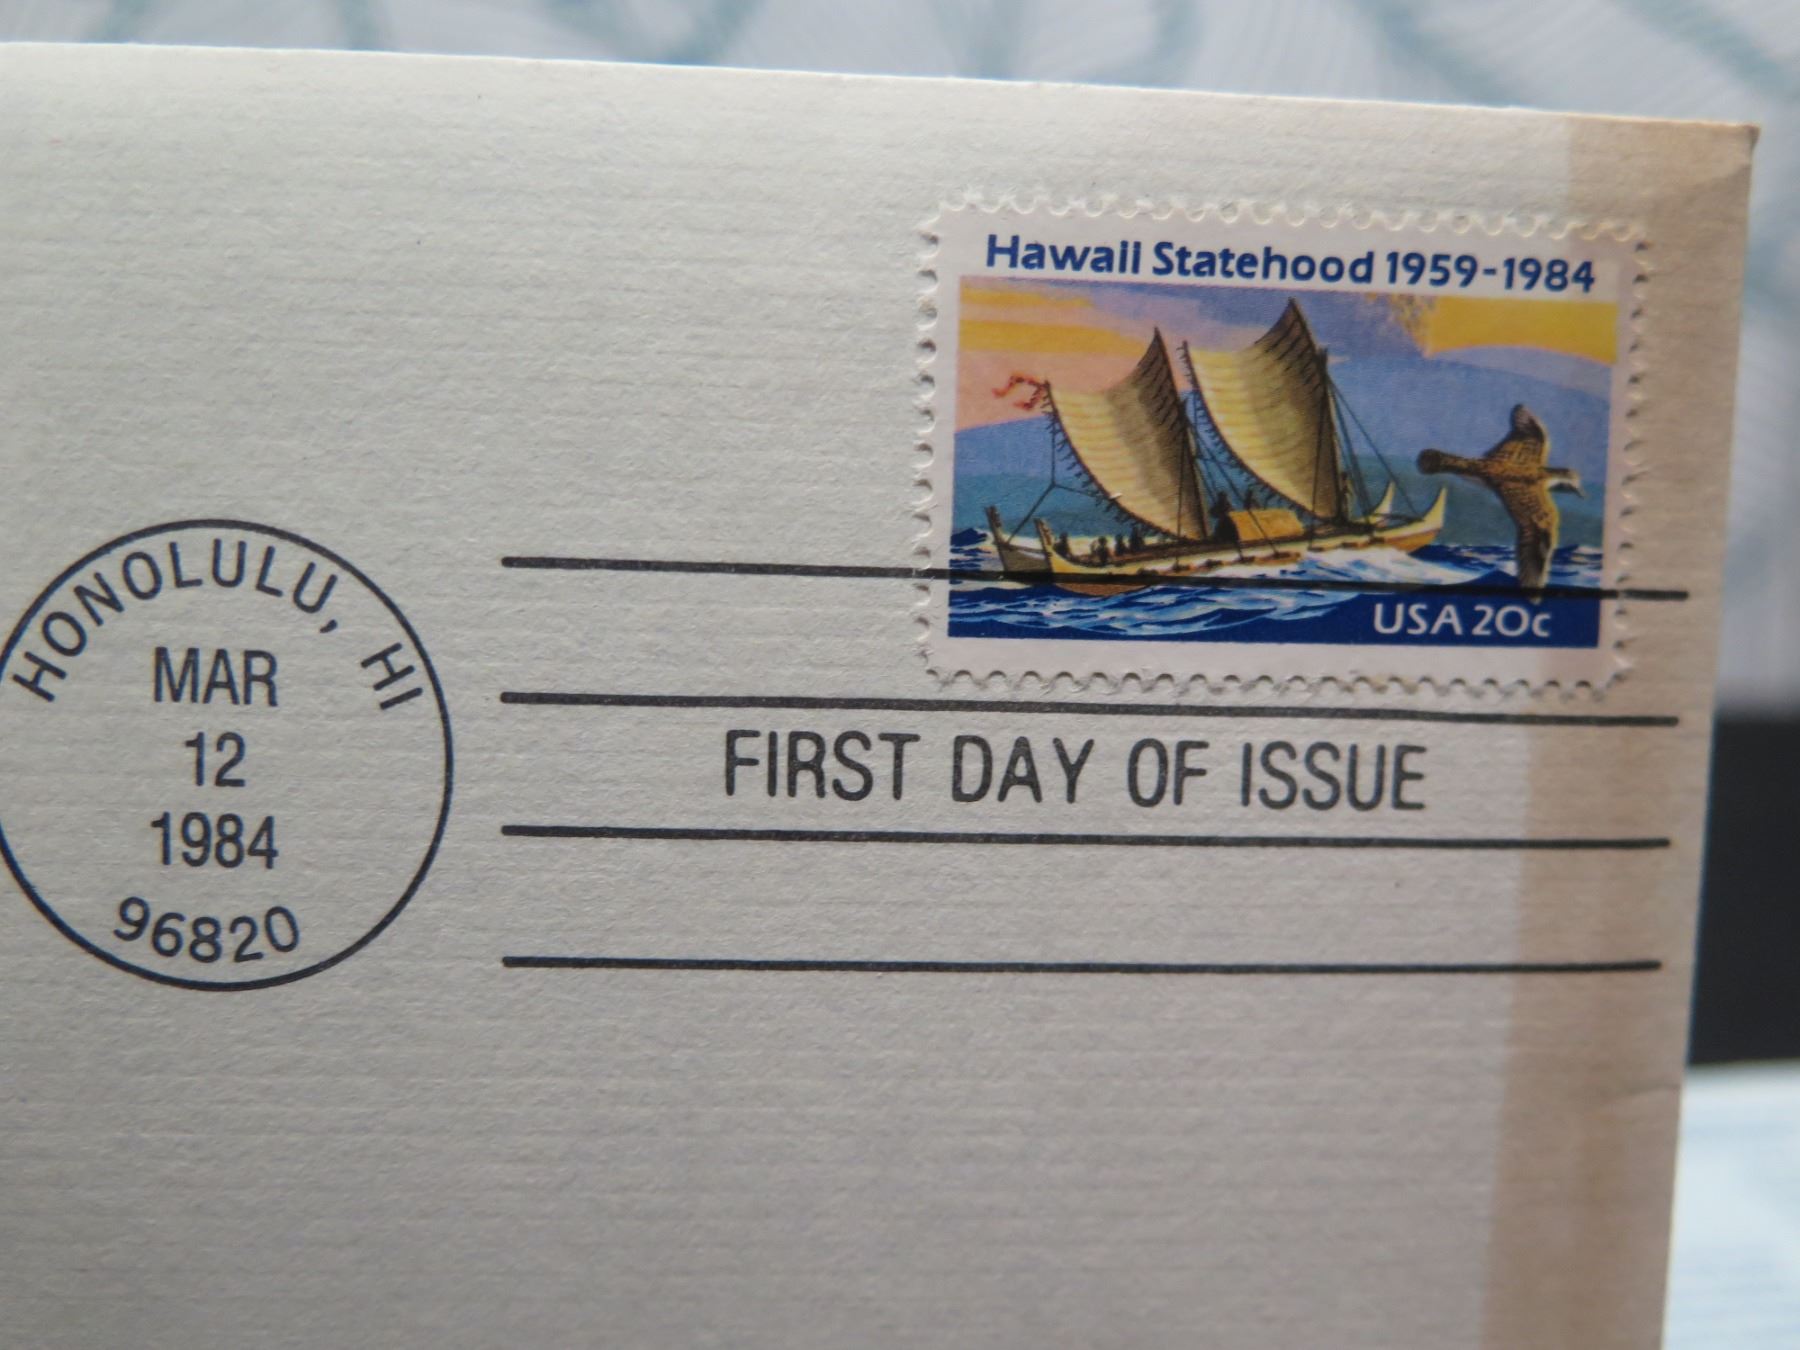 Hawaii Statehood 1959-1984
USA 20c
HONOLULU, HI
MAR
12
1984
96820
FIRST DAY OF ISSUE